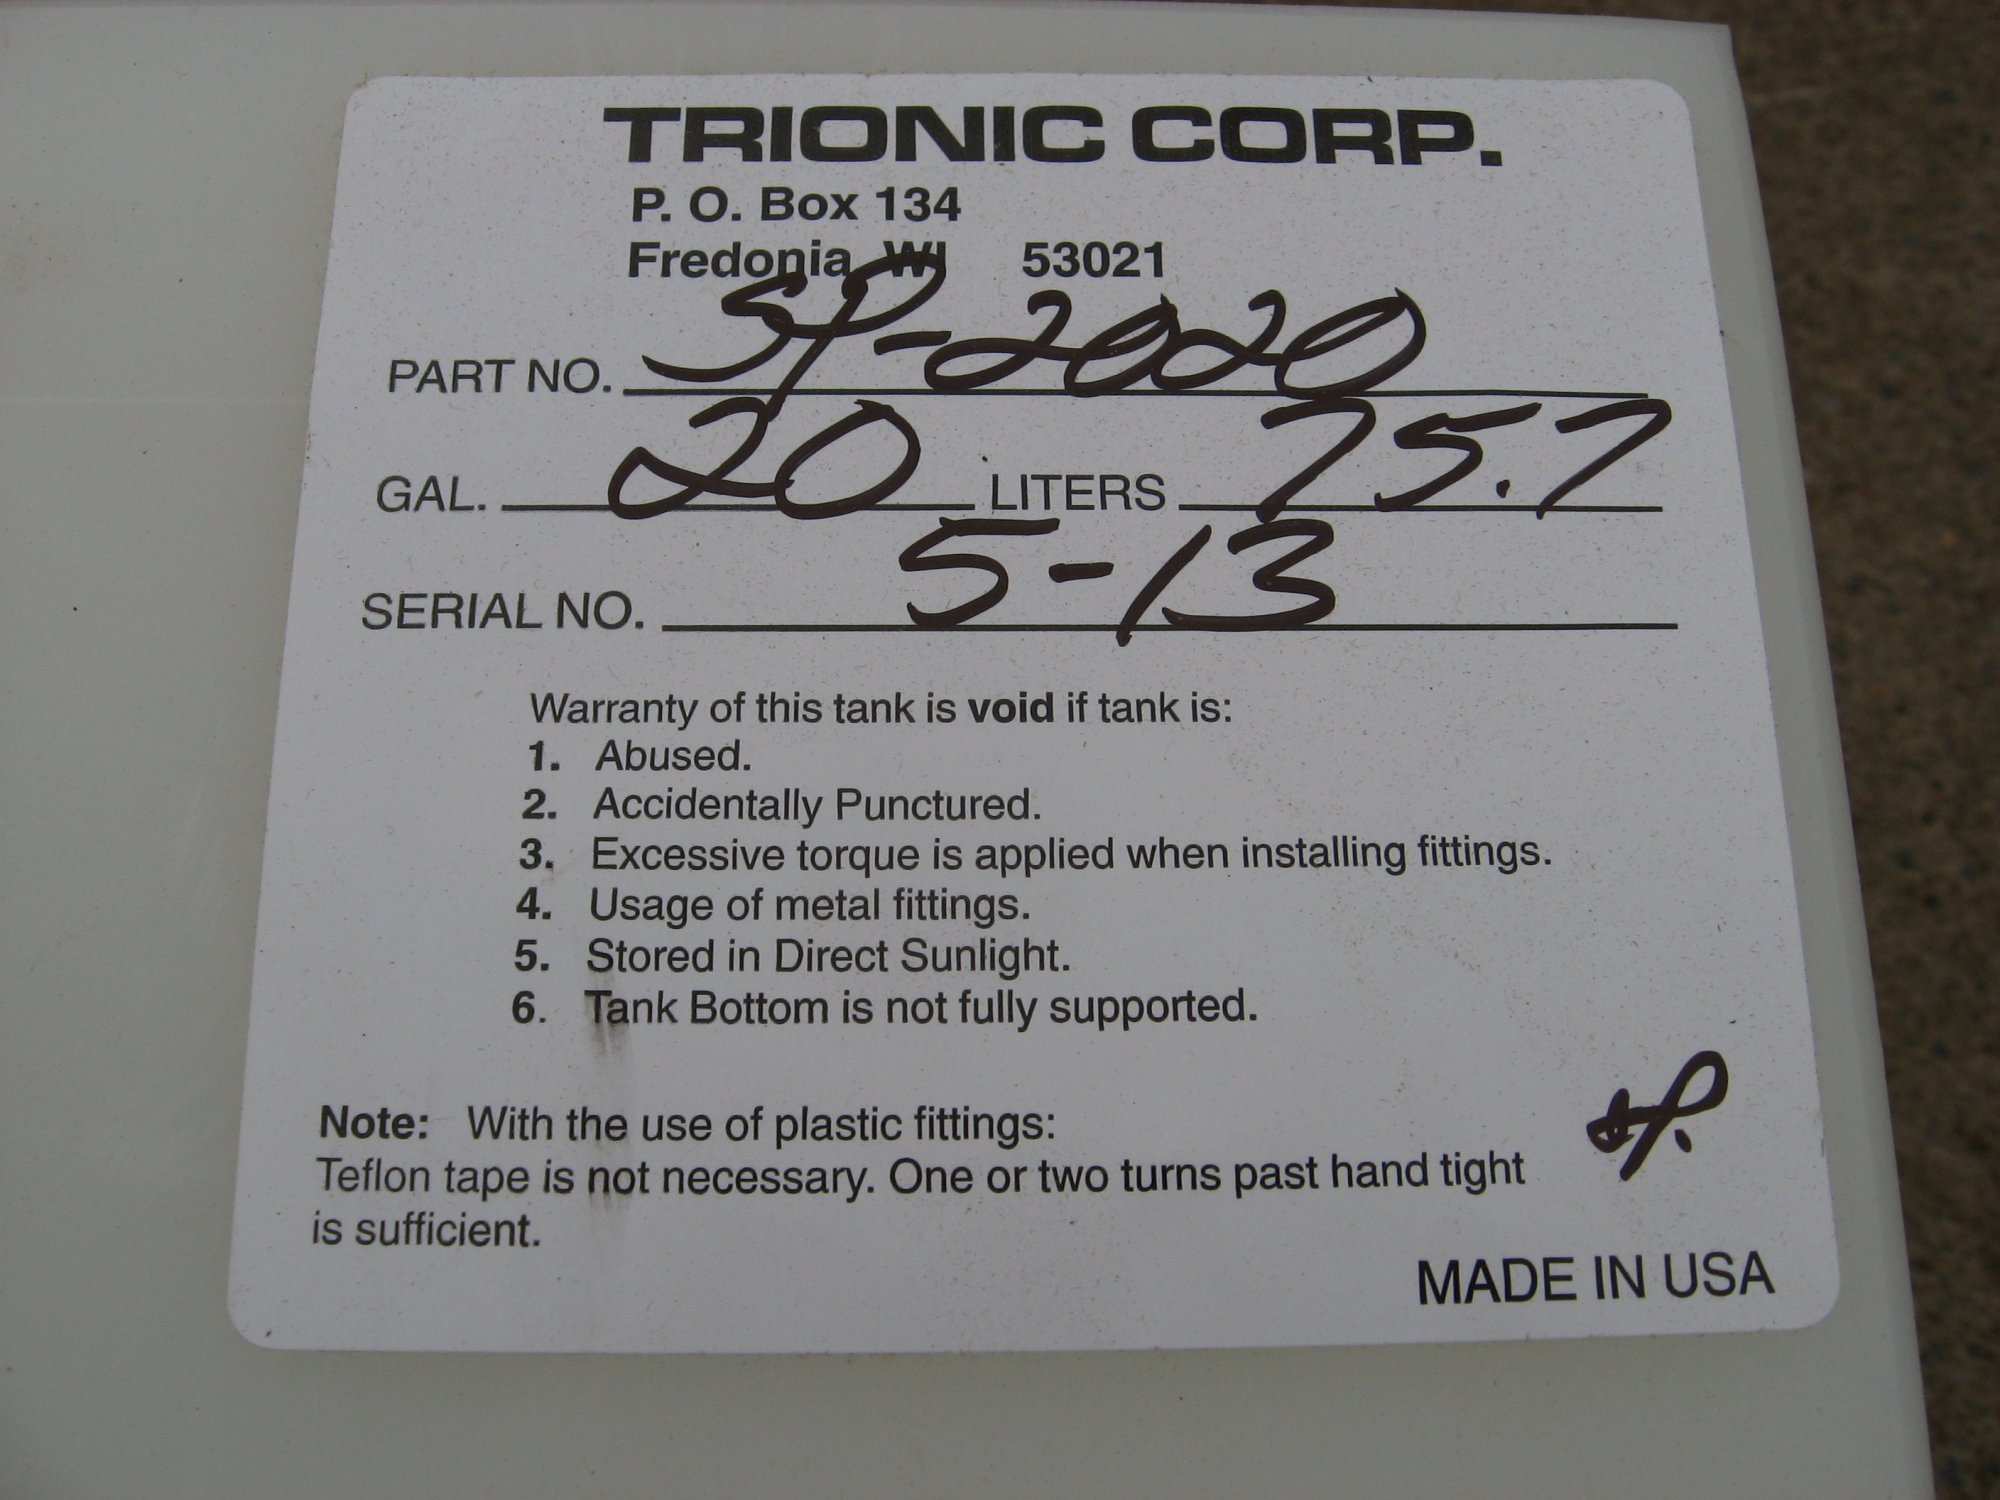 TRIONIC CORP.
P. O. Box 134
Fredonia, WI 53021
PART NO. SP-2020
GAL. 20 LITERS 75.7
SERIAL NO. 5-13
Warranty of this tank is void if tank is:
1. Abused.
2. Accidentally Punctured.
3. Excessive torque is applied when installing fittings.
4. Usage of metal fittings.
5. Stored in Direct Sunlight.
6. Tank Bottom is not fully supported.
Note: With the use of plastic fittings:
Teflon tape is not necessary. One or two turns past hand tight
is sufficient.
MADE IN USA